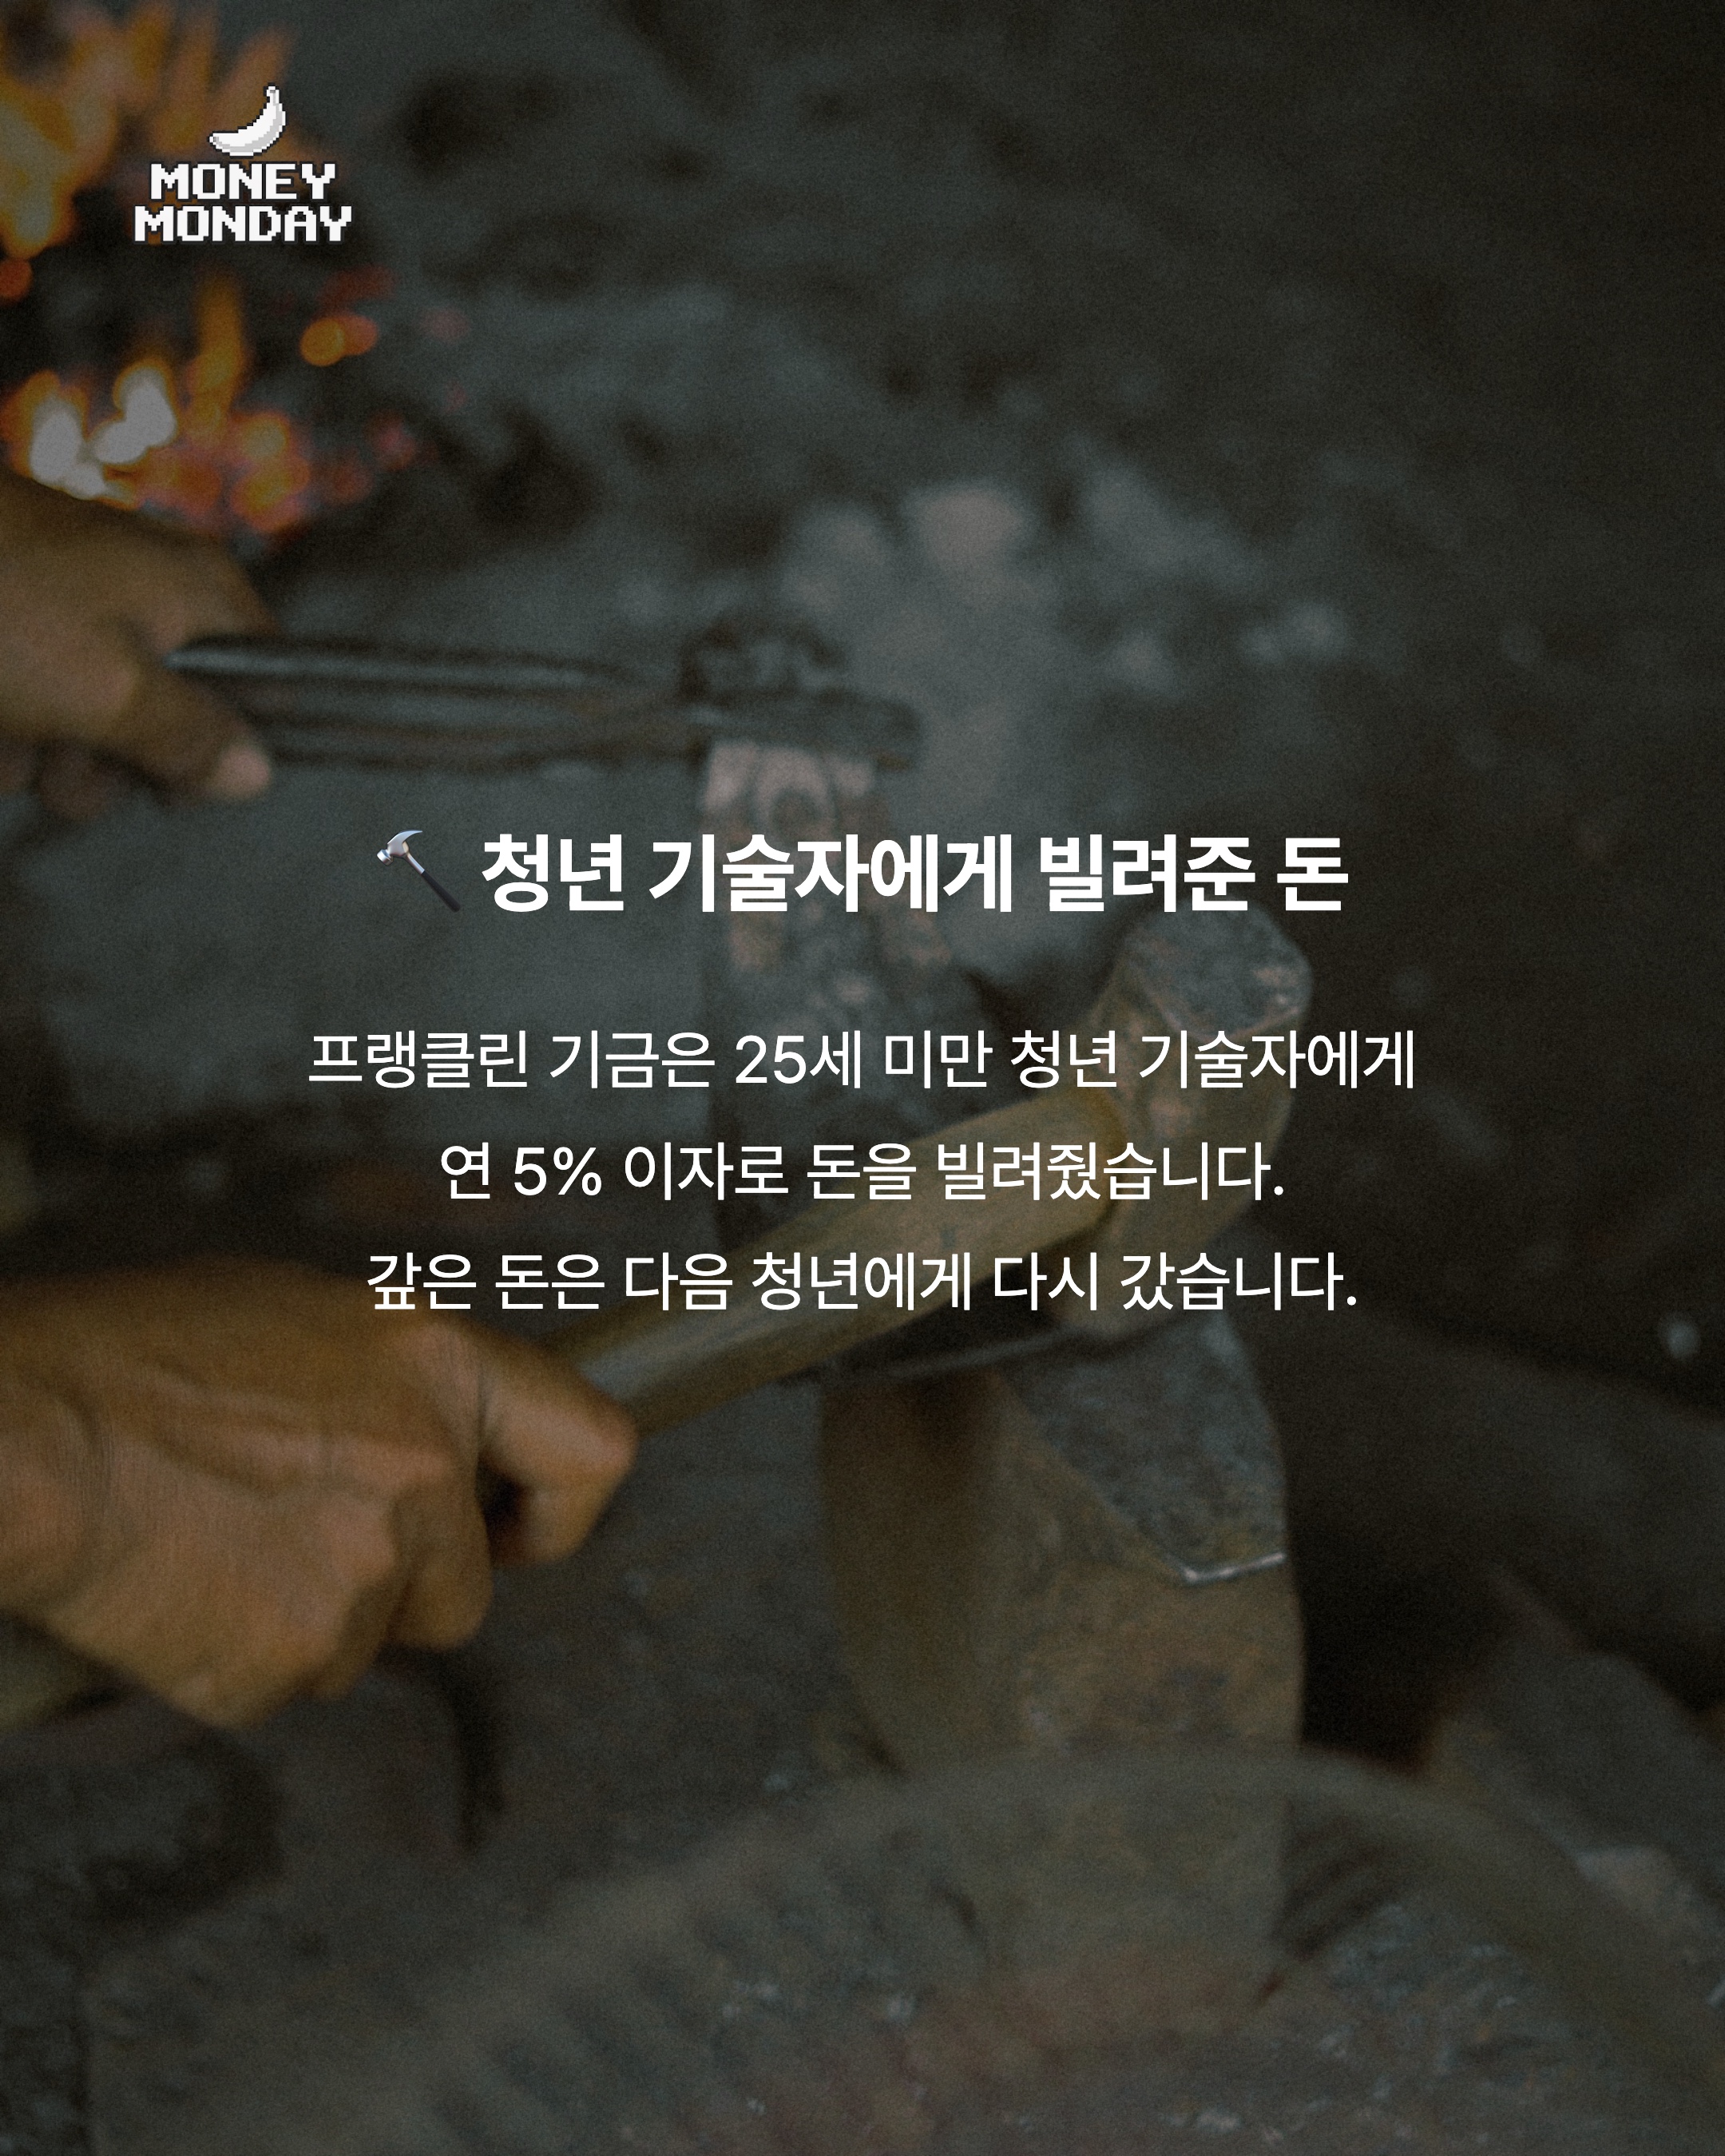 MONEY
MONDAY
청년 기술자에게 빌려준 돈
프랭클린 기금은 25세 미만 청년 기술자에게
연 5% 이자로 돈을 빌려줬습니다.
갚은 돈은 다음 청년에게 다시 갔습니다.